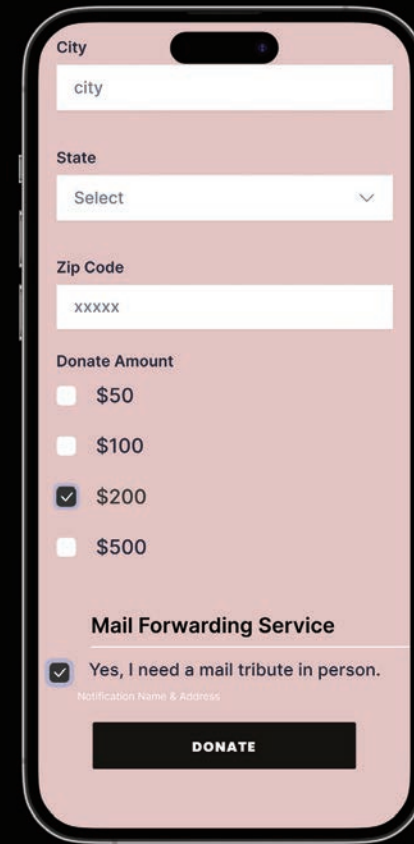 City
city
State
Select
Zip Code
xxxxx
Donate Amount
$50
$100
$200
$500
Mail Forwarding Service
Yes, I need a mail tribute in person.
Notification Name & Address
DONATE